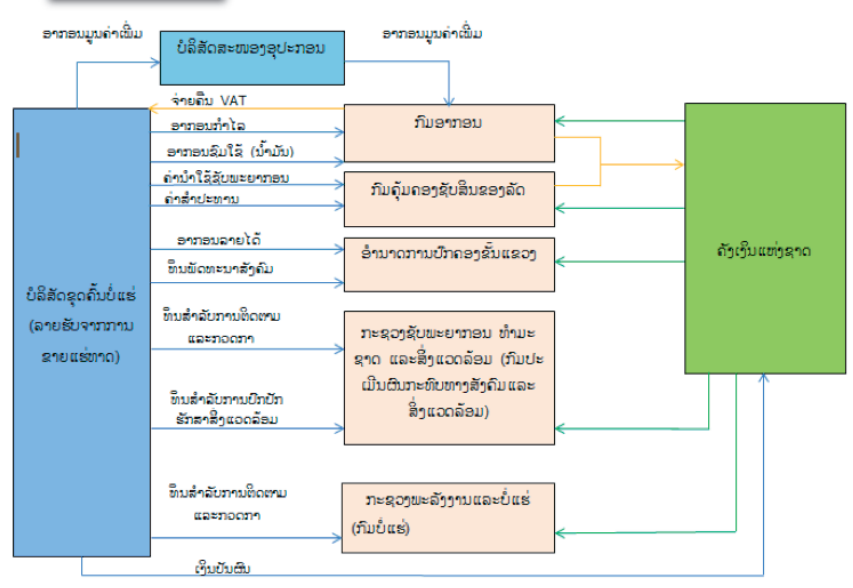 ອາກອນມູນຄ່າເພີ່ມ
ບໍລິສັດສະໜອງອຸປະກອນ
ອາກອນມູນຄ່າເພີ່ມ
ຈ່າຍຄືນ VAT
ອາກອນກຳໄລ
ອາກອນຊົມໃຊ້ (ນ້ຳມັນ)
ຄ່ານຳໃຊ້ຊັບພະຍາກອນ
ຄ່າສຳປະທານ
ອາກອນລາຍໄດ້
ທຶນພັດທະນາສັງຄົມ
ທຶນສຳລັບການຕິດຕາມ
ແລະກວດກາ
ທຶນສຳລັບການປົກປັກ
ຮັກສາສິ່ງແວດລ້ອມ
ທຶນສຳລັບການຕິດຕາມ
ແລະກວດກາ
ເງິນປັນຜົນ
ບໍລິສັດຂຸດຄົ້ນບໍ່ແຮ່
(ລາຍຮັບຈາກການ
ຂາຍແຮ່ທາດ)
ກົມອາກອນ
ກົມຄຸ້ມຄອງຊັບສິນຂອງລັດ
ອຳນາດການປົກຄອງຂັ້ນແຂວງ
ກະຊວງຊັບພະຍາກອນ ທຳມະ
ຊາດ ແລະສິ່ງແວດລ້ອມ (ກົມປະ
ເມີນຜົນກະທົບທາງສັງຄົມແລະ
ສິ່ງແວດລ້ອມ)
ກະຊວງພະລັງງານແລະບໍ່ແຮ່
(ກົມບໍ່ແຮ່)
ຄັງເງິນແຫ່ງຊາດ